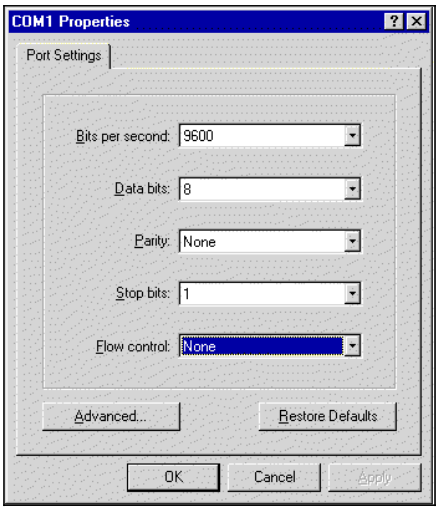 COM1 Properties
Port Settings
Bits per second: 9600
Data bits: 8
Parity: None
Stop bits: 1
Flow control: None
Advanced... Restore Defaults
OK Cancel Apply